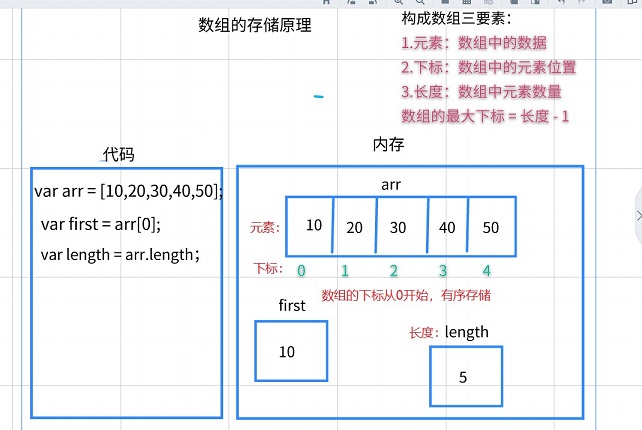 数组的存储原理
构成数组三要素：
1.元素：数组中的数据
2.下标：数组中的元素位置
3.长度：数组中元素数量
数组的最大下标 = 长度 - 1
代码
var arr = [10,20,30,40,50];
var first = arr[0];
var length = arr.length；
内存
arr
元素： 10 20 30 40 50
下标： 0 1 2 3 4
数组的下标从0开始，有序存储
first
10
长度：length
5